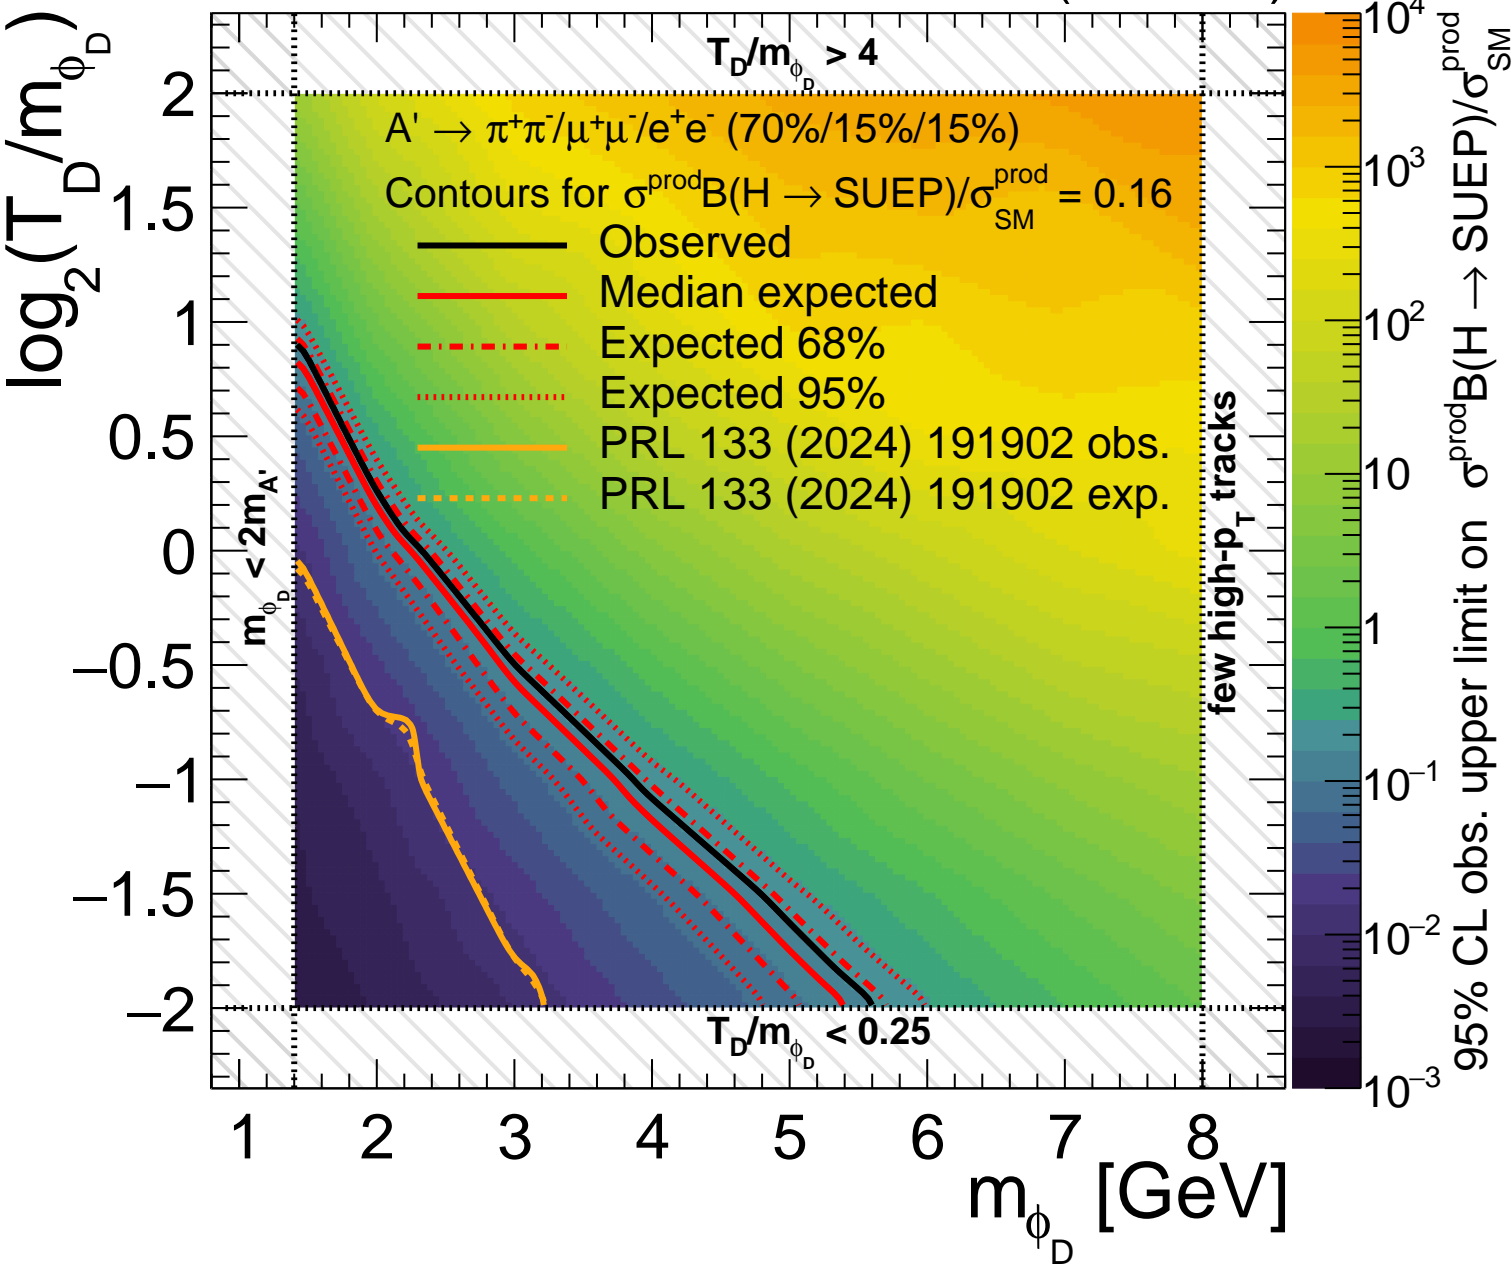 T_D/m_ϕ_D > 4
A' → π⁺π⁻/μ⁺μ⁻/e⁺e⁻ (70%/15%/15%)
Contours for σ^prod B(H → SUEP)/σ^prod_SM = 0.16
Observed
Median expected
Expected 68%
Expected 95%
PRL 133 (2024) 191902 obs.
PRL 133 (2024) 191902 exp.
m_ϕ_D < 2m_A'
few high-p_T tracks
T_D/m_ϕ_D < 0.25
log₂(T_D/m_ϕ_D)
2
1.5
1
0.5
0
−0.5
−1
−1.5
−2
1 2 3 4 5 6 7 8
m_ϕ_D [GeV]
10⁴
10³
10²
10
1
10⁻¹
10⁻²
10⁻³
95% CL obs. upper limit on σ^prod B(H → SUEP)/σ^prod_SM